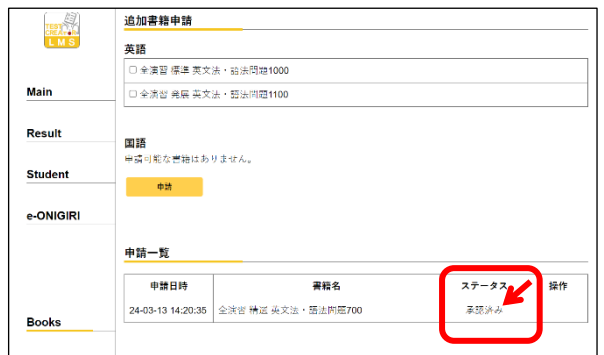 TEST
CREATOR
LMS
Main
Result
Student
e-ONIGIRI
Books
追加書籍申請
英語
全演習 標準 英文法・語法問題1000
全演習 発展 英文法・語法問題1100
国語
申請可能な書籍はありません。
申請
申請一覧
申請日時 書籍名 ステータス 操作
24-03-13 14:20:35 全演習 精選 英文法・語法問題700 承認済み